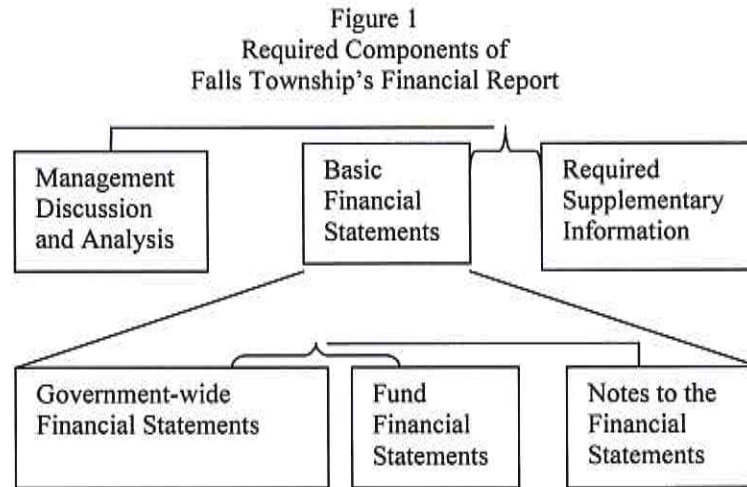 Figure 1
Required Components of
Falls Township's Financial Report
Management
Discussion
and Analysis
Basic
Financial
Statements
Required
Supplementary
Information
Government-wide
Financial Statements
Fund
Financial
Statements
Notes to the
Financial
Statements